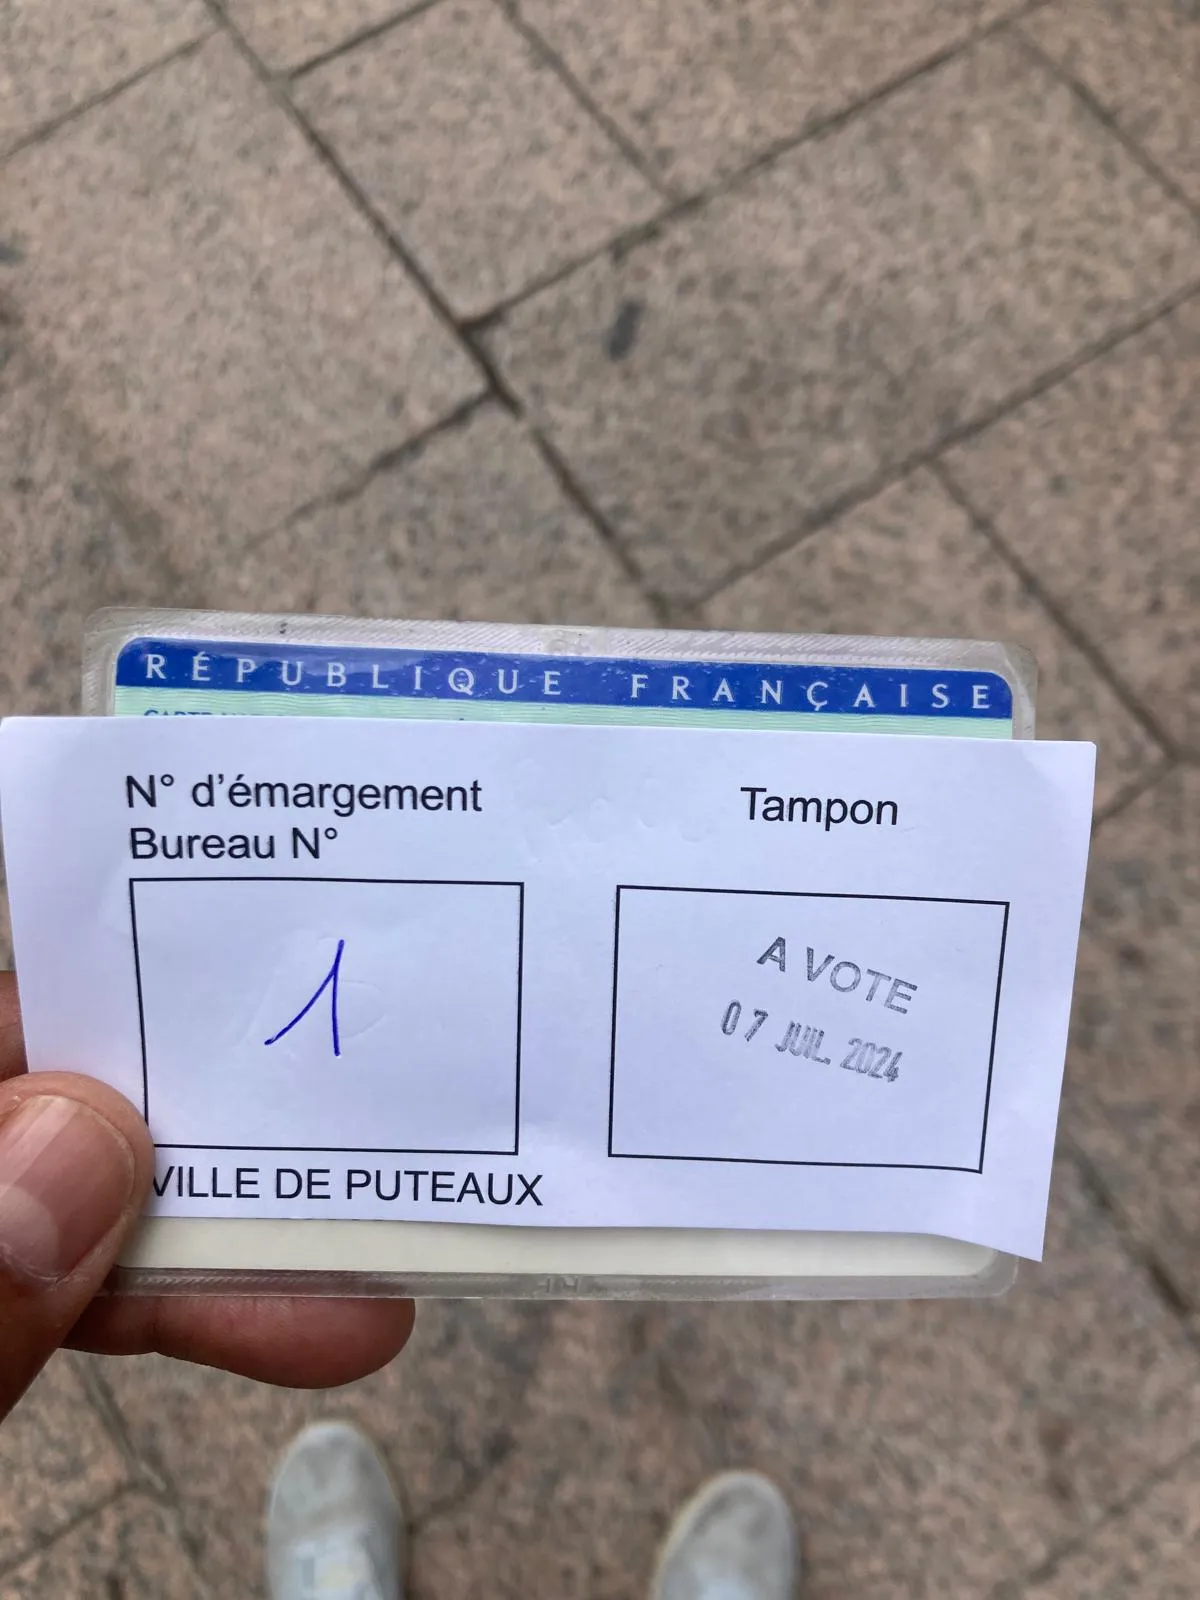 RÉPUBLIQUE FRANÇAISE
N° d'émargement
Bureau N°
Tampon
1
A VOTE
07 JUIL. 2024
VILLE DE PUTEAUX